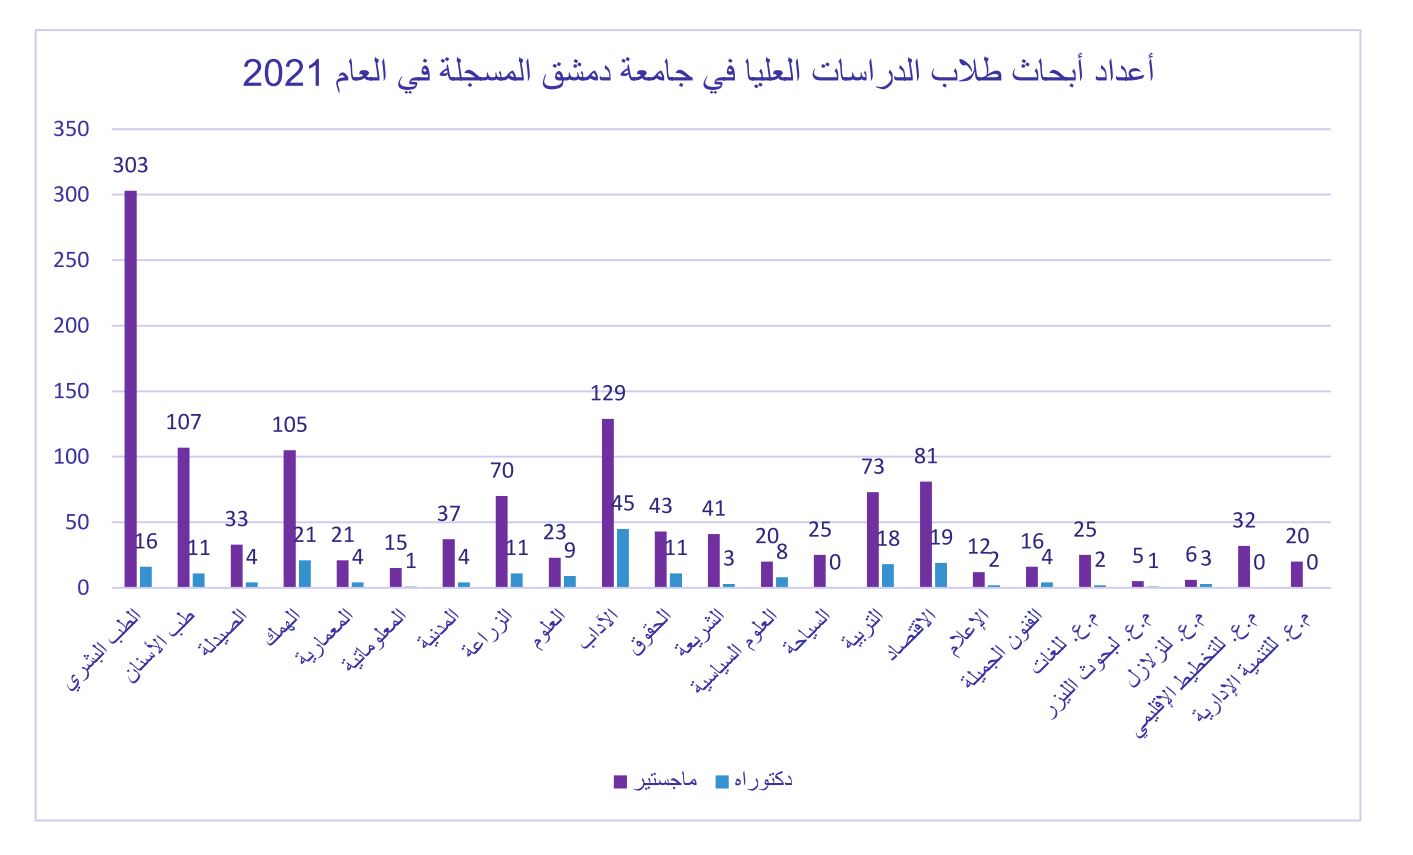 أعداد أبحاث طلاب الدراسات العليا في جامعة دمشق المسجلة في العام 2021
350
300
250
200
150
100
50
0
303
16
107
11
33
4
105
21
21
4
15
1
37
4
70
11
23
9
129
45
43
11
41
3
20
8
25
0
73
18
81
19
12
2
16
4
25
2
5
1
6
3
32
0
20
0
الطب البشري
طب الأسنان
الصيدلة
الهمك
المعمارية
المعلوماتية
المدنية
الزراعة
العلوم
الآداب
الحقوق
الشريعة
العلوم السياسية
السياحة
التربية
الاقتصاد
الإعلام
الفنون الجميلة
م.ع. للغات
م.ع. لبحوث الليزر
م.ع. للزلازل
م.ع. للتخطيط الإقليمي
م.ع. للتنمية الإدارية
ماجستير
دكتوراه